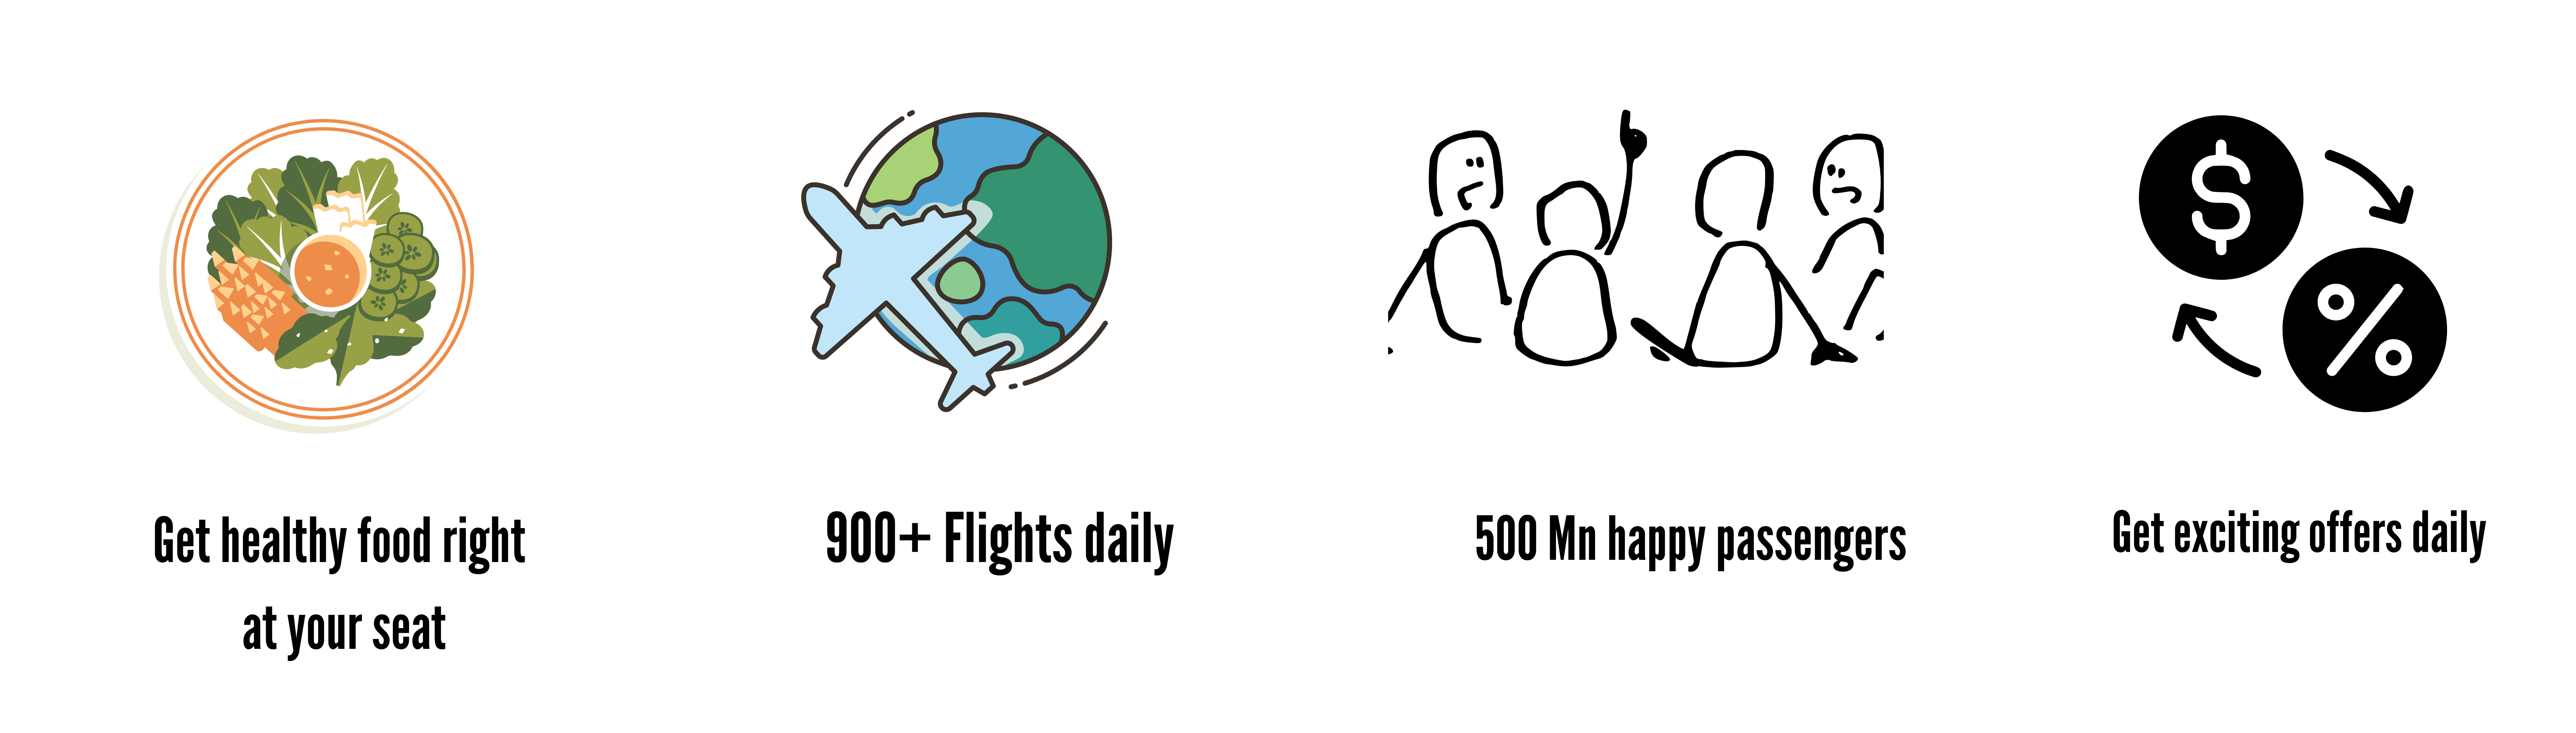 Get healthy food right
at your seat
900+ Flights daily
500 Mn happy passengers
Get exciting offers daily
$
%